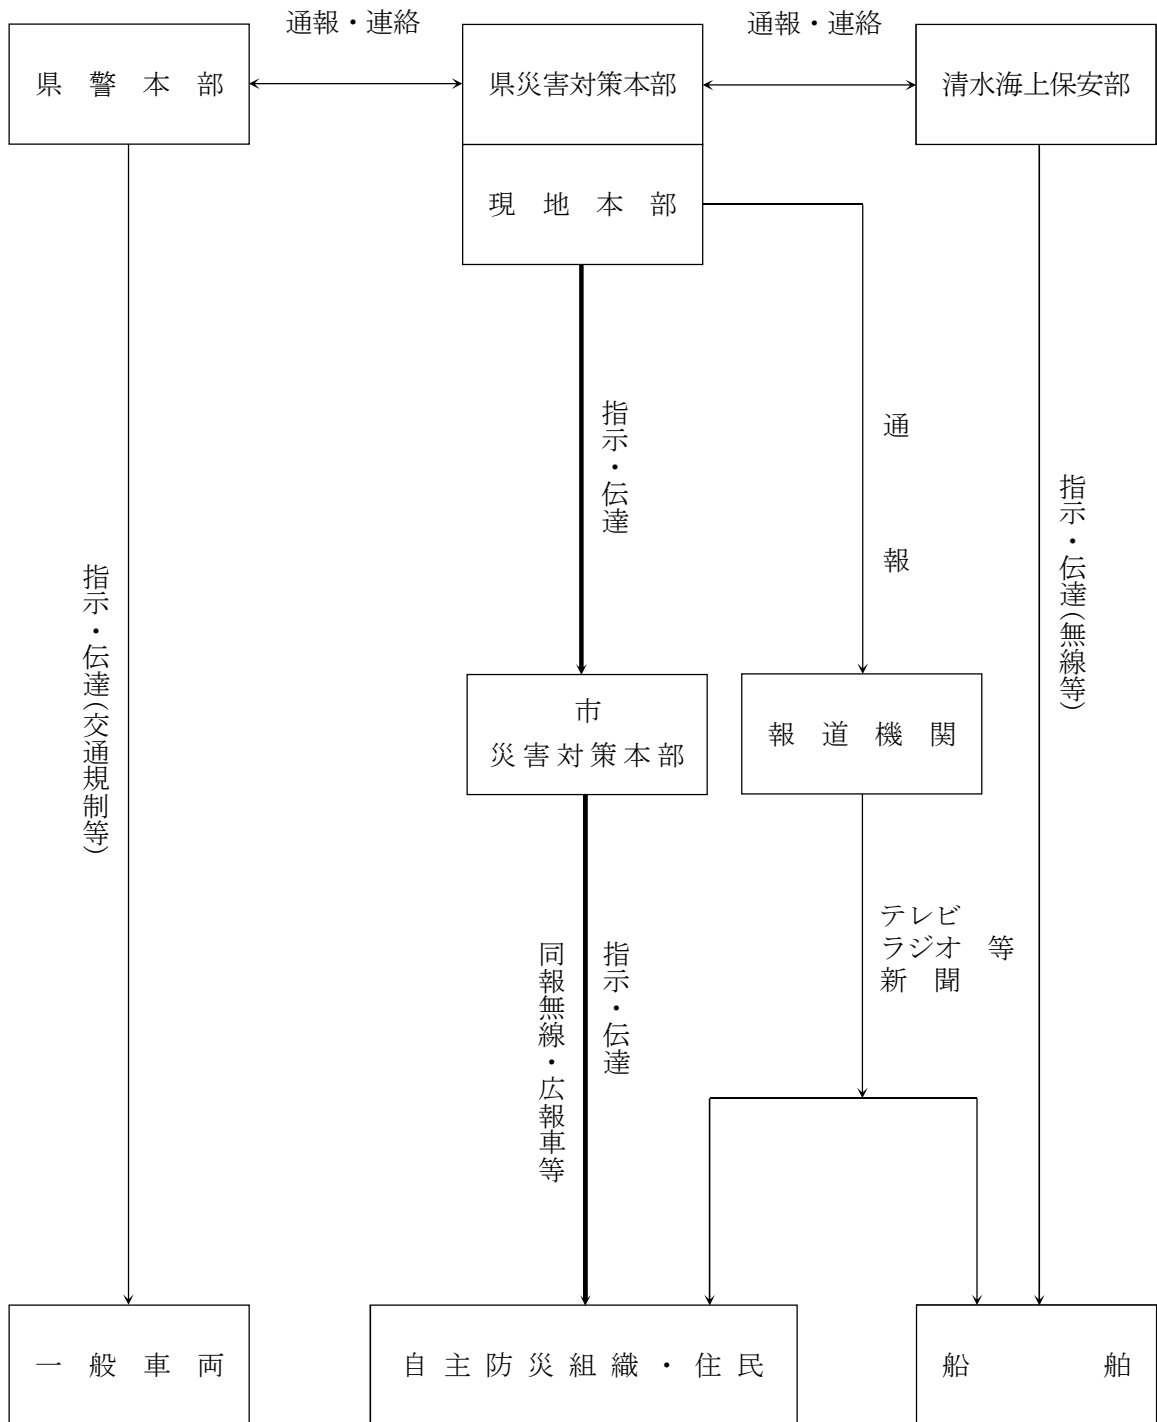 通報・連絡
通報・連絡
県警本部
県災害対策本部
清水海上保安部
現地本部
指示・伝達
通報
指示・伝達(無線等)
指示・伝達(交通規制等)
市
災害対策本部
報道機関
テレビ
ラジオ 等
新聞
同報無線・広報車等
指示・伝達
一般車両
自主防災組織・住民
船舶